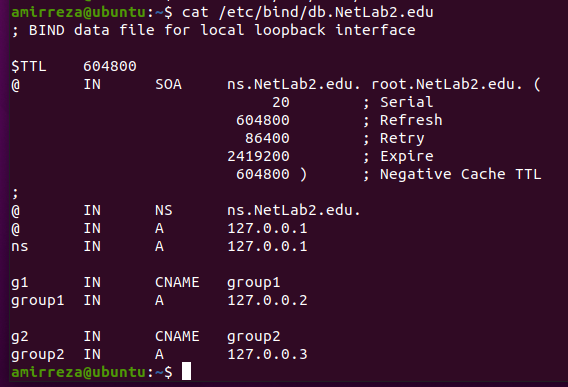 amirreza@ubuntu:~$ cat /etc/bind/db.NetLab2.edu
; BIND data file for local loopback interface
$TTL    604800
@       IN      SOA     ns.NetLab2.edu. root.NetLab2.edu. (
                             20        ; Serial
                         604800        ; Refresh
                          86400        ; Retry
                        2419200        ; Expire
                         604800 )      ; Negative Cache TTL
;
@       IN      NS      ns.NetLab2.edu.
@       IN      A       127.0.0.1
ns      IN      A       127.0.0.1
g1      IN      CNAME   group1
group1  IN      A       127.0.0.2
g2      IN      CNAME   group2
group2  IN      A       127.0.0.3
amirreza@ubuntu:~$